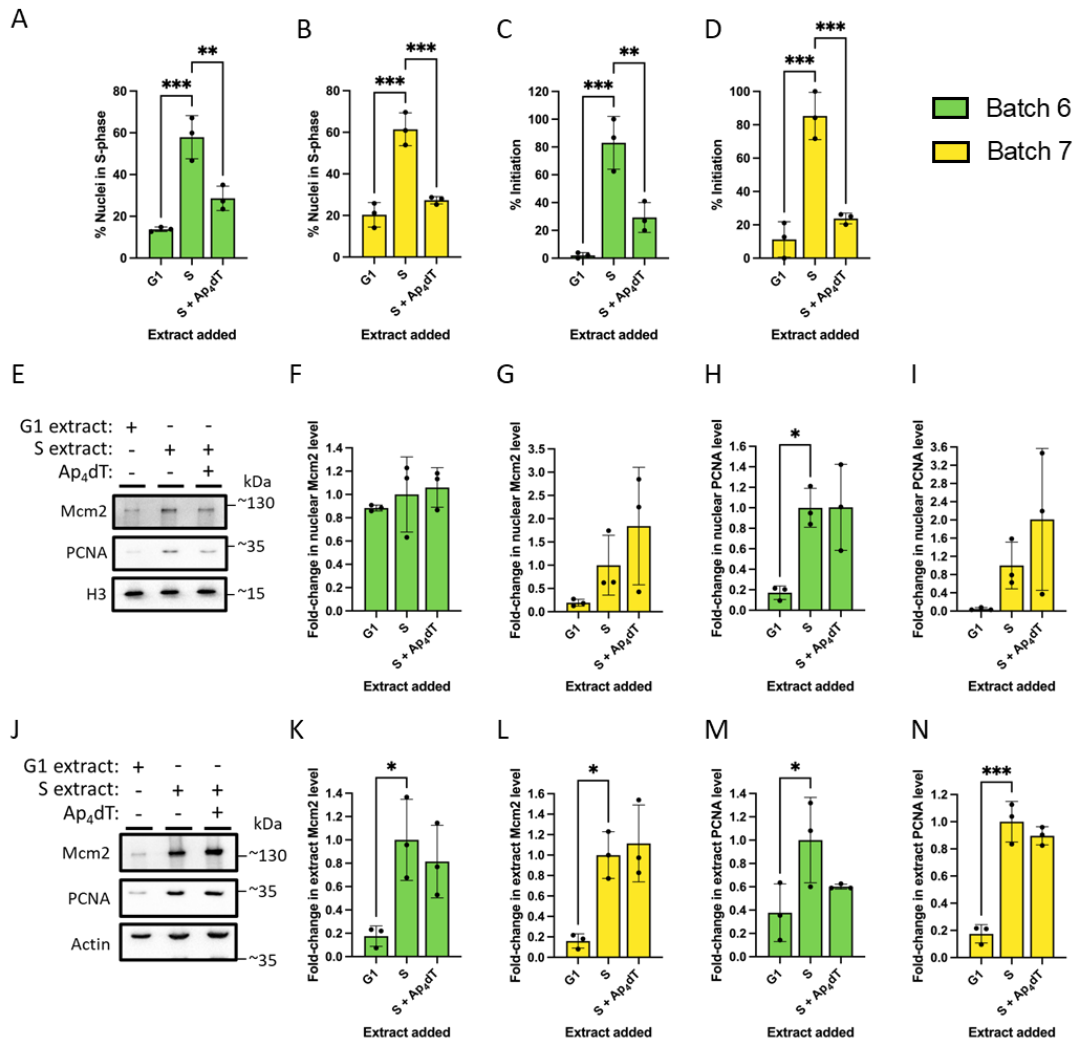 A
B
C
D
** 
***
***
***
**
***
***
***
Batch 6
Batch 7
% Nuclei in S-phase
80
60
40
20
0
G1
S
S + Ap₄dT
Extract added
% Nuclei in S-phase
80
60
40
20
0
G1
S
S + Ap₄dT
Extract added
% Initiation
150
100
50
0
G1
S
S + Ap₄dT
Extract added
% Initiation
100
80
60
40
20
0
G1
S
S + Ap₄dT
Extract added
E
G1 extract: + - -
S extract: - + +
Ap₄dT: - - +
kDa
Mcm2 ~130
PCNA ~35
H3 ~15
F
Fold-change in nuclear Mcm2 level
1.4
1.2
1.0
0.8
0.6
0.4
0.2
0.0
G1
S
S + Ap₄dT
Extract added
G
Fold-change in nuclear Mcm2 level
3.5
3.0
2.5
2.0
1.5
1.0
0.5
0.0
G1
S
S + Ap₄dT
Extract added
H
*
Fold-change in nuclear PCNA level
1.6
1.4
1.2
1.0
0.8
0.6
0.4
0.2
0.0
G1
S
S + Ap₄dT
Extract added
I
Fold-change in nuclear PCNA level
3.6
3.2
2.8
2.4
2.0
1.6
1.2
0.8
0.4
0.0
G1
S
S + Ap₄dT
Extract added
J
G1 extract: + - -
S extract: - + +
Ap₄dT: - - +
kDa
Mcm2 ~130
PCNA ~35
Actin
~35
K
*
Fold-change in extract Mcm2 level
1.6
1.4
1.2
1.0
0.8
0.6
0.4
0.2
0.0
G1
S
S + Ap₄dT
Extract added
L
*
Fold-change in extract Mcm2 level
1.6
1.4
1.2
1.0
0.8
0.6
0.4
0.2
0.0
G1
S
S + Ap₄dT
Extract added
M
*
Fold-change in extract PCNA level
1.4
1.2
1.0
0.8
0.6
0.4
0.2
0.0
G1
S
S + Ap₄dT
Extract added
N
***
Fold-change in extract PCNA level
1.2
1.0
0.8
0.6
0.4
0.2
0.0
G1
S
S + Ap₄dT
Extract added